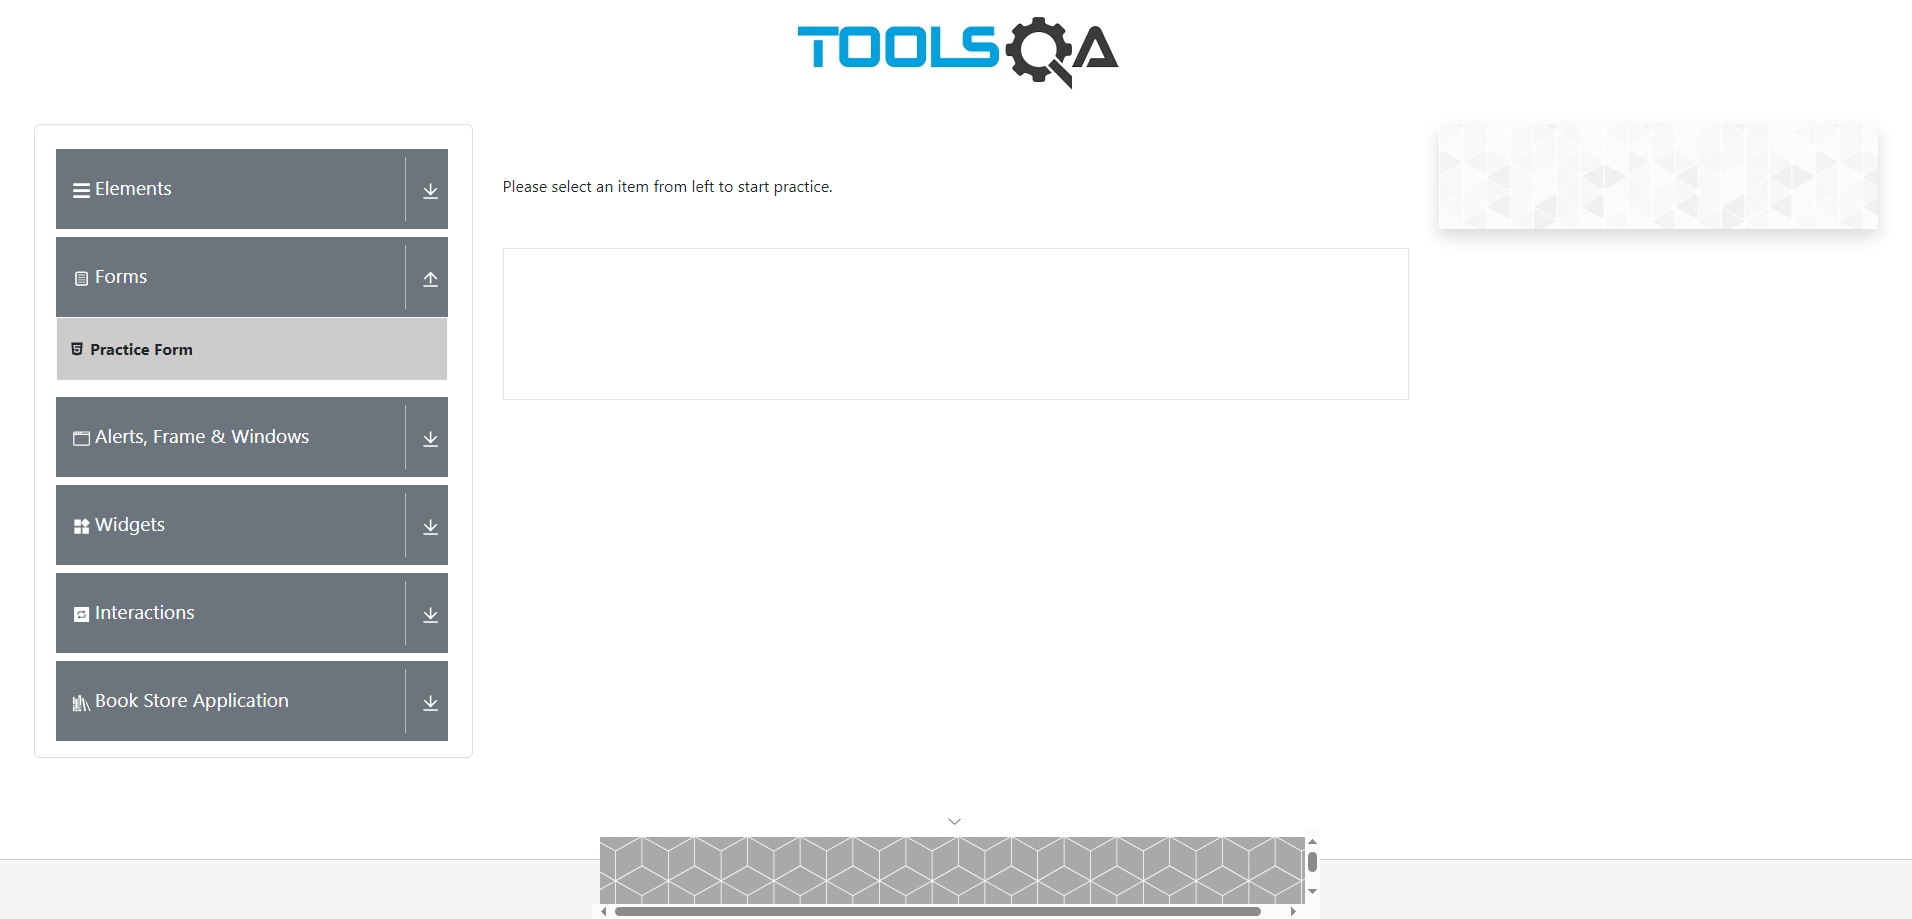 TOOLSQA
Elements
Forms
Practice Form
Alerts, Frame & Windows
Widgets
Interactions
Book Store Application
Please select an item from left to start practice.